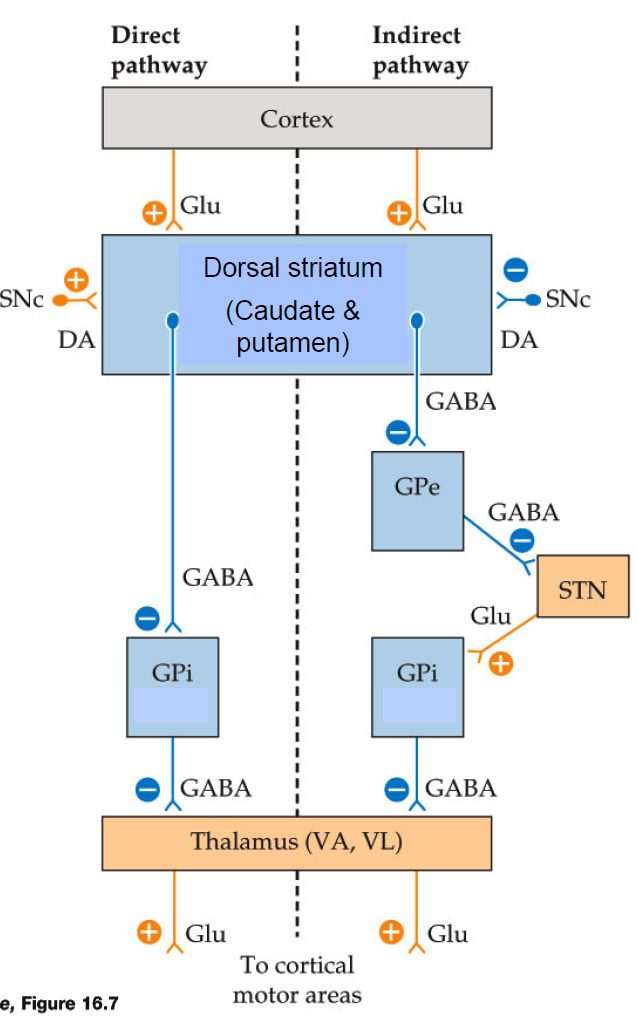 Direct
pathway
Indirect
pathway
Cortex
+ Glu
+ Glu
Dorsal striatum
(Caudate &
putamen)
SNc +
DA
− SNc
DA
GABA
−
GPe
GABA
−
STN
Glu
+
GABA
−
GPi
GPi
− GABA
− GABA
Thalamus (VA, VL)
+ Glu
+ Glu
To cortical
motor areas
e, Figure 16.7